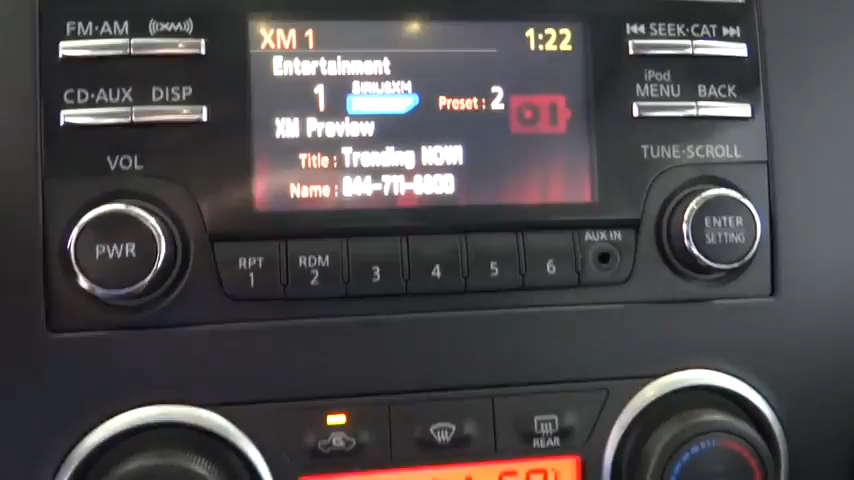 FM·AM ((XM))
XM 1 1:22
SEEK·CAT
Entertainment
CD·AUX DISP
1 SIRIUSXM Preset : 2
iPod
MENU BACK
XM Preview
VOL
Title : Trending NOW!
TUNE·SCROLL
Name : 844-711-8800
PWR
ENTER
SETTING
RPT
1
RDM
2
3
4
5
6
AUX IN
REAR